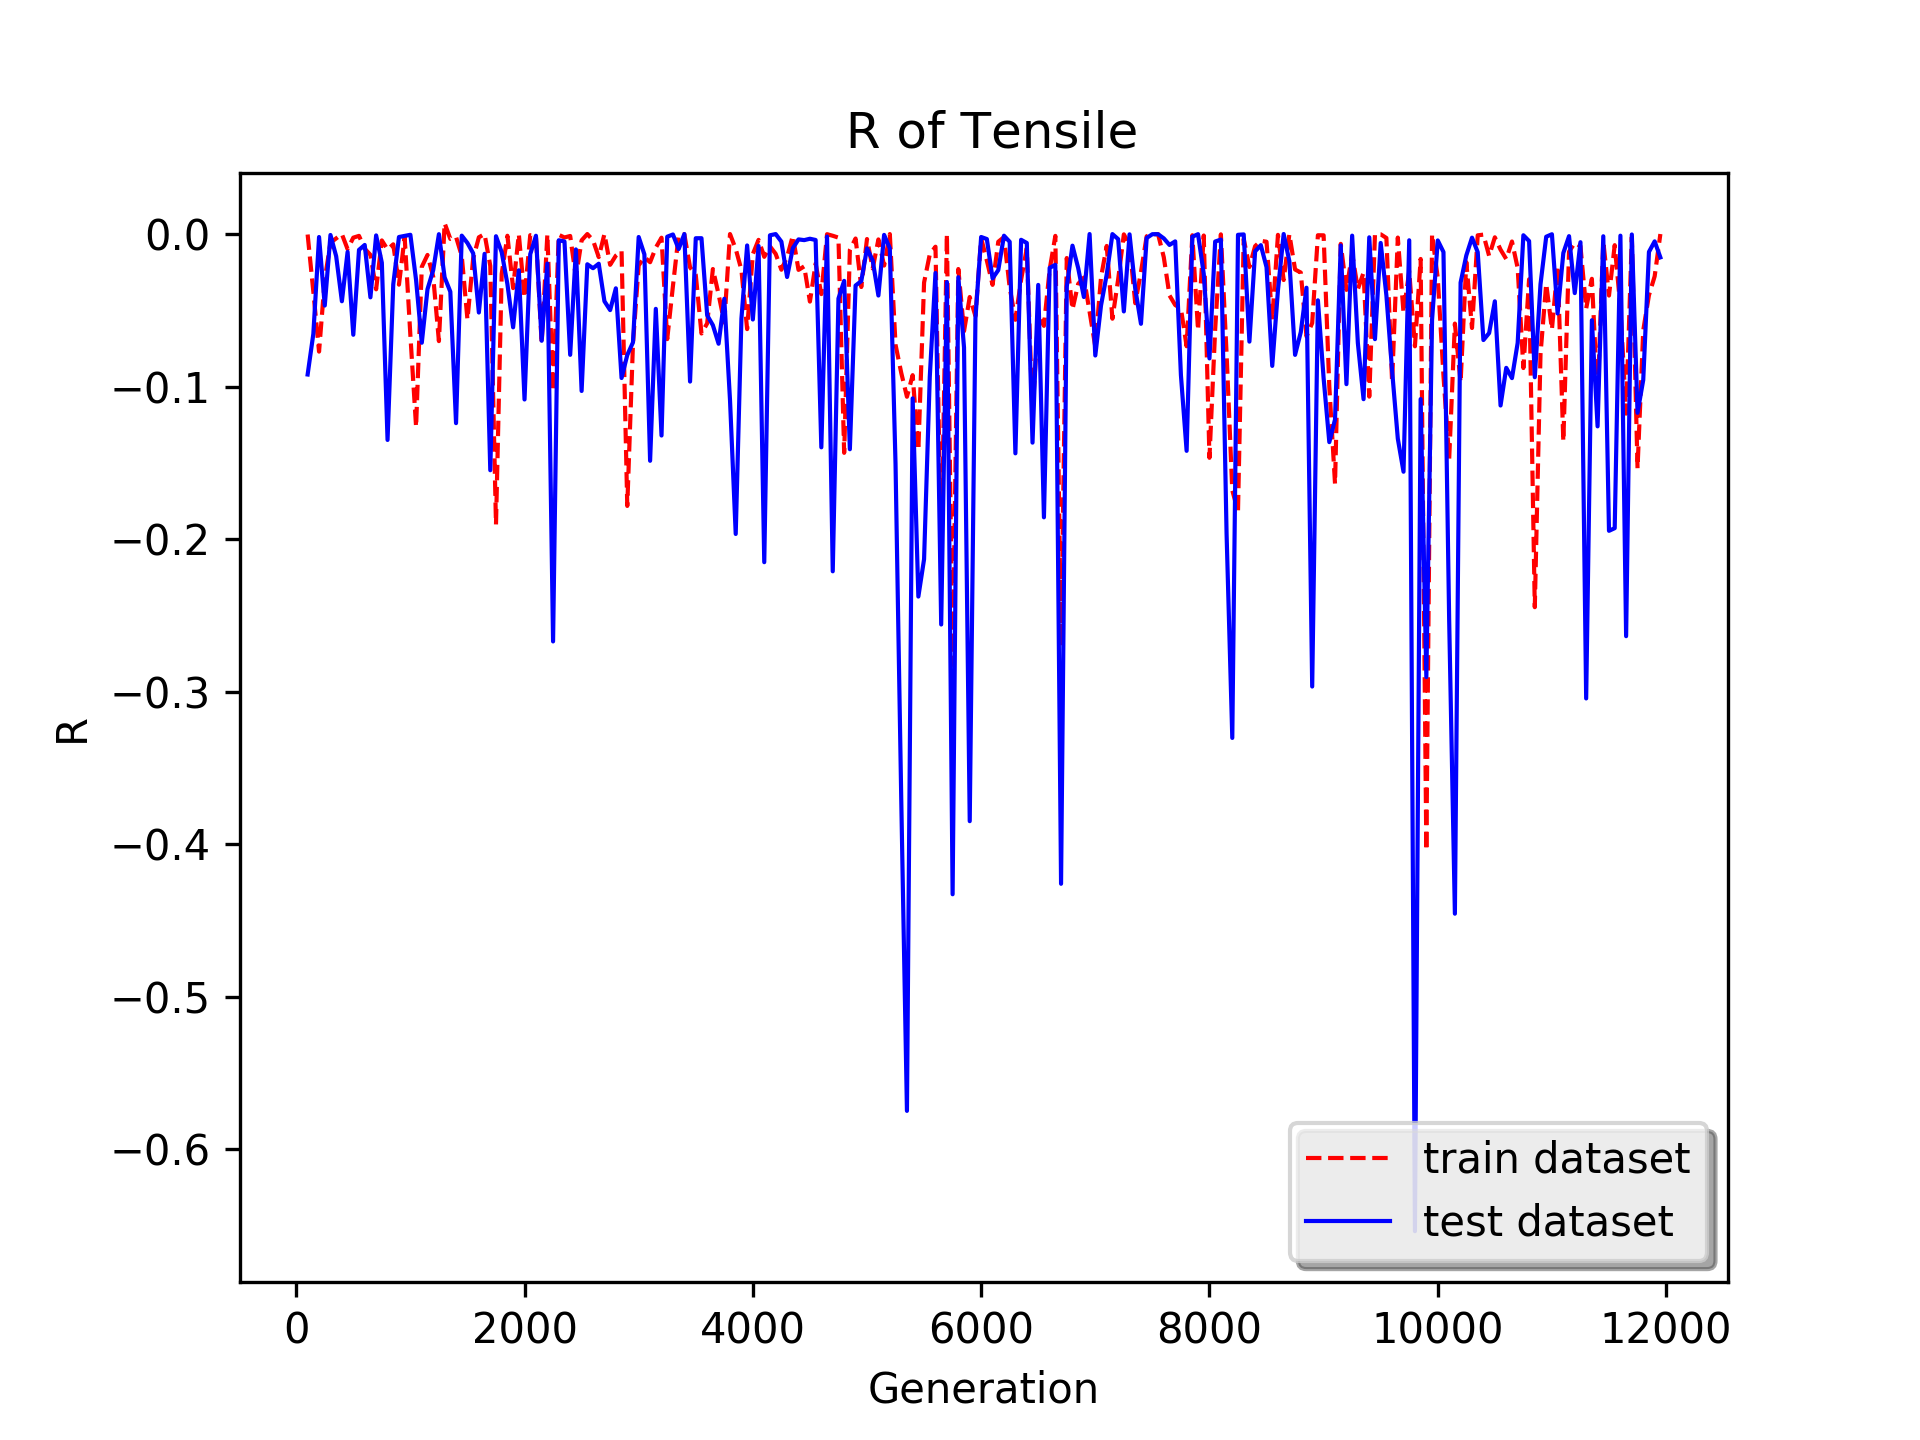 R of Tensile
0.0
−0.1
−0.2
−0.3
−0.4
−0.5
−0.6
R
train dataset
test dataset
0 2000 4000 6000 8000 10000 12000
Generation